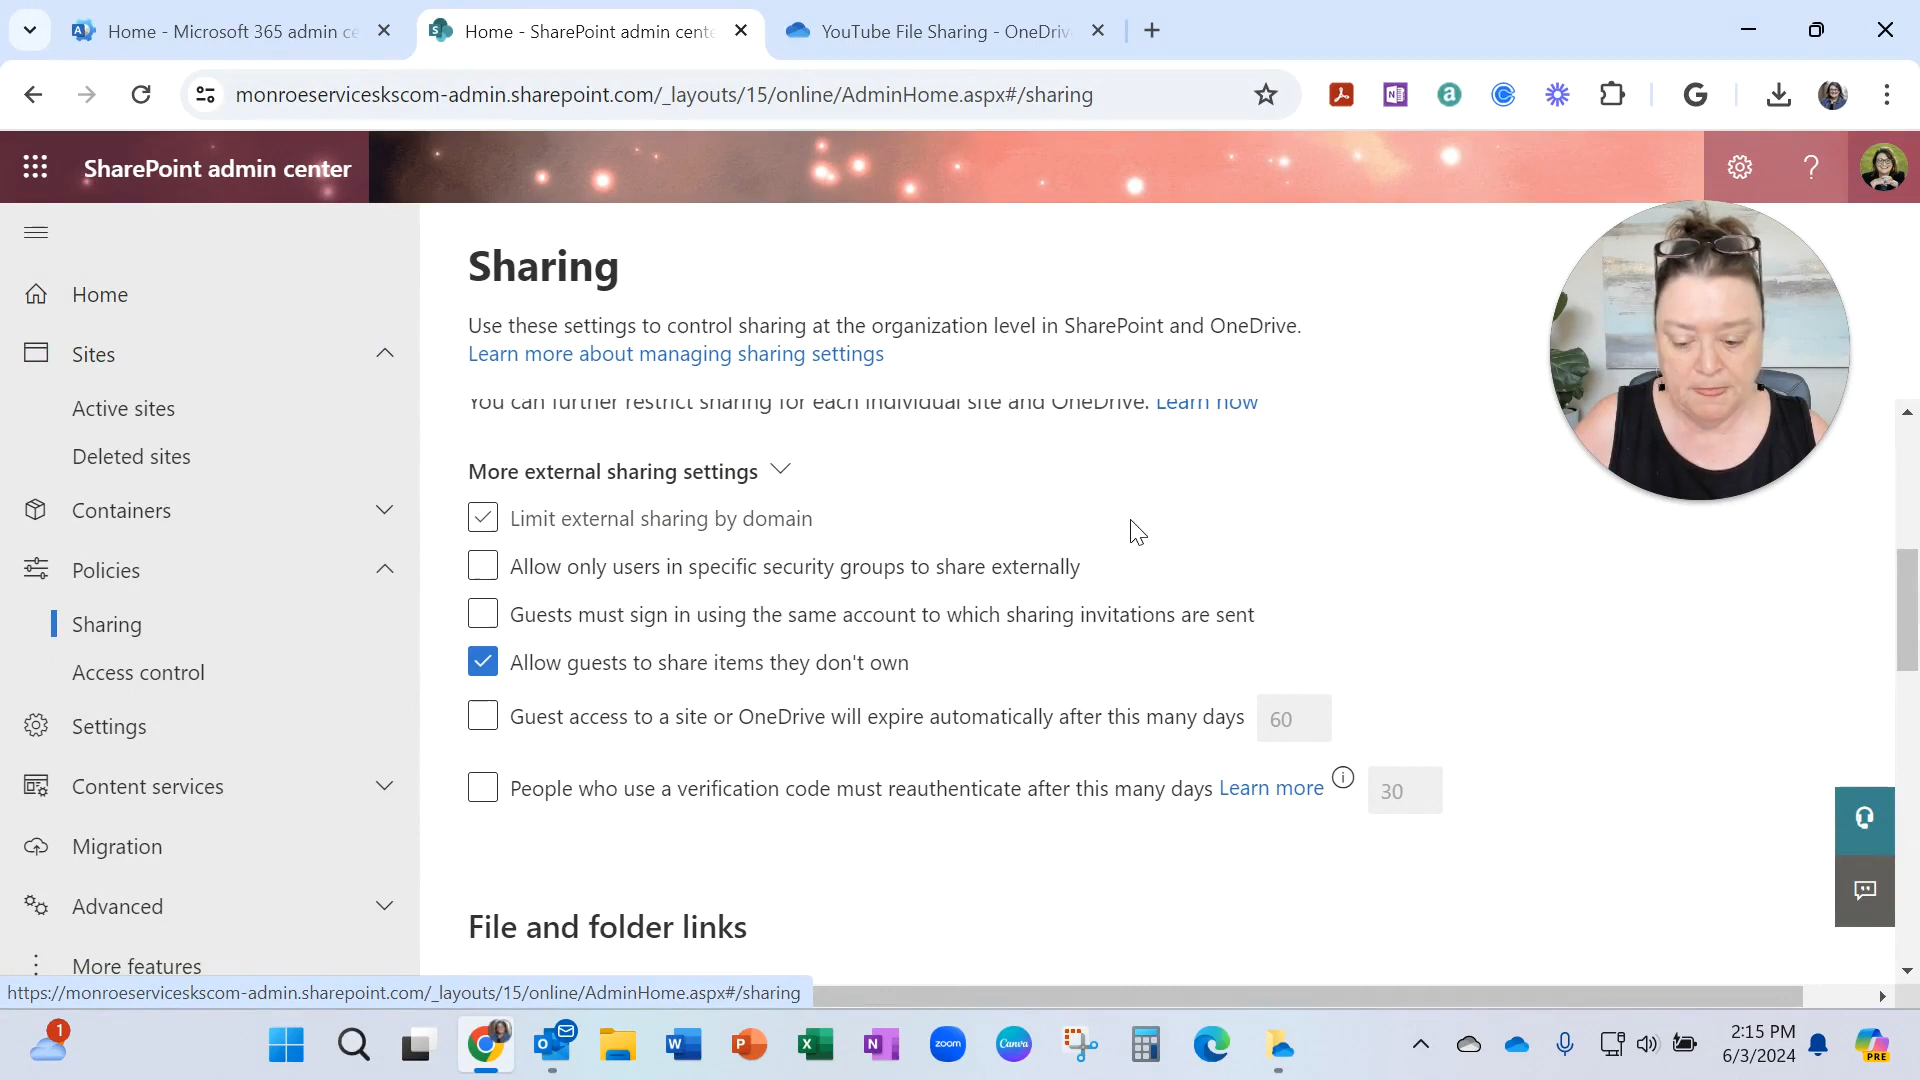 Home - Microsoft 365 admin ce
Home - SharePoint admin cente
YouTube File Sharing - OneDriv
monroeserviceskscom-admin.sharepoint.com/_layouts/15/online/AdminHome.aspx#/sharing
SharePoint admin center
Home
Sites
Active sites
Deleted sites
Containers
Policies
Sharing
Access control
Settings
Content services
Migration
Advanced
More features
Sharing
Use these settings to control sharing at the organization level in SharePoint and OneDrive.
Learn more about managing sharing settings
You can further restrict sharing for each individual site and OneDrive. Learn how
More external sharing settings
Limit external sharing by domain
Allow only users in specific security groups to share externally
Guests must sign in using the same account to which sharing invitations are sent
Allow guests to share items they don't own
Guest access to a site or OneDrive will expire automatically after this many days 60
People who use a verification code must reauthenticate after this many days Learn more 30
File and folder links
https://monroeserviceskscom-admin.sharepoint.com/_layouts/15/online/AdminHome.aspx#/sharing
1
zoom
Canva
2:15 PM
6/3/2024
PRE